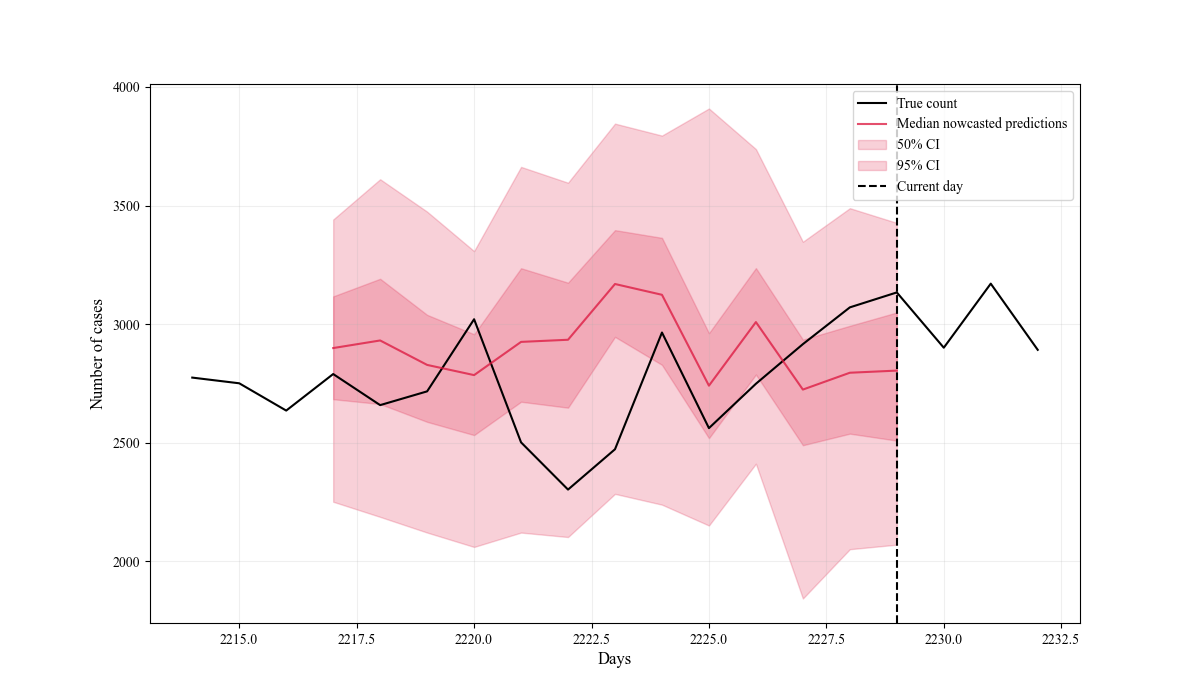 4000
3500
3000
2500
2000
Number of cases
True count
Median nowcasted predictions
50% CI
95% CI
Current day
2215.0 2217.5 2220.0 2222.5 2225.0 2227.5 2230.0 2232.5
Days